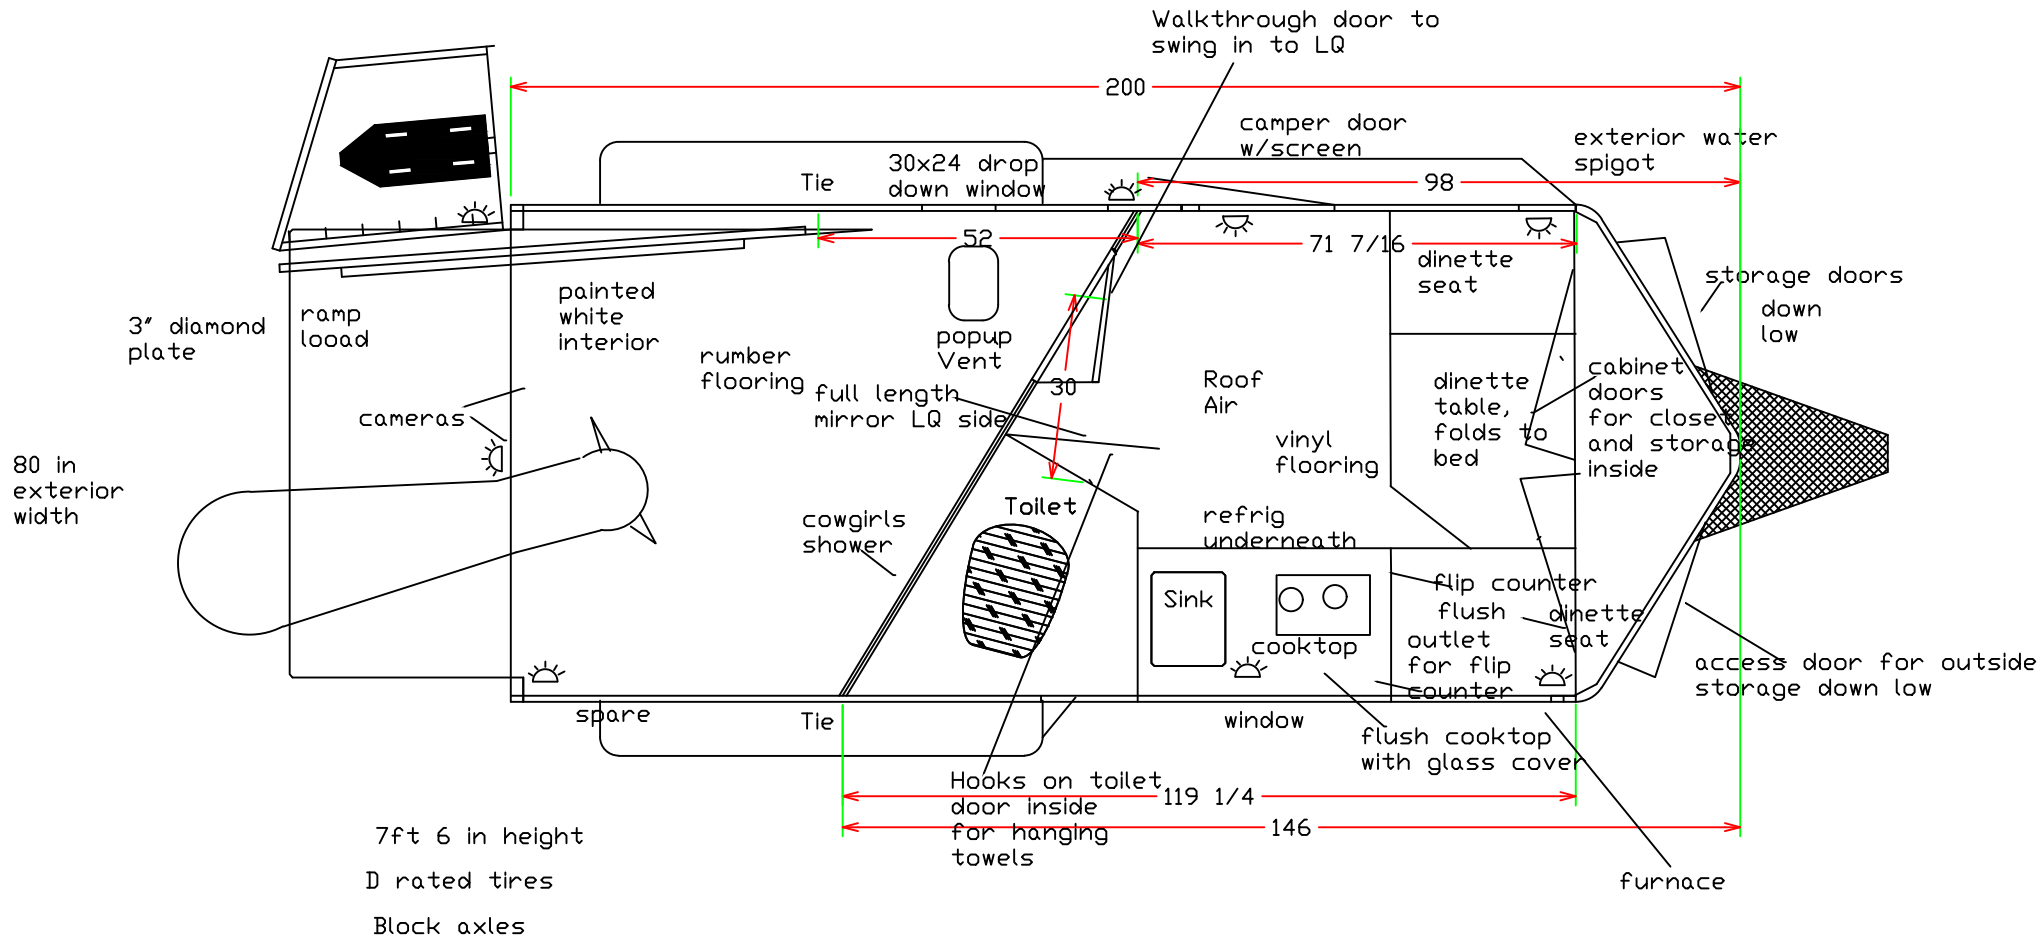 Walkthrough door to
swing in to LQ
200
camper door
w/screen
exterior water
spigot
30x24 drop
down window
Tie
98
52
71 7/16
dinette
seat
storage doors
down
low
painted
white
interior
ramp
looad
3" diamond
plate
popup
Vent
rumber
flooring
full length
mirror LQ side
30
Roof
Air
dinette
table,
folds to
bed
cabinet
doors
for closet
and storage
inside
cameras
vinyl
flooring
80 in
exterior
width
Toilet
cowgirls
shower
refrig
underneath
Sink
cooktop
flip counter
flush
dinette
seat
outlet
for flip
counter
access door for outside
storage down low
spare
Tie
window
flush cooktop
with glass cover
Hooks on toilet
door inside
for hanging
towels
119 1/4
146
7ft 6 in height
D rated tires
Block axles
furnace